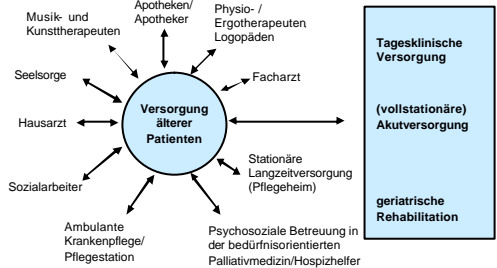 Musik- und
Kunsttherapeuten
Apotheken/
Apotheker
Physio- /
Ergotherapeuten,
Logopäden
Seelsorge
Facharzt
Hausarzt
Versorgung
älterer
Patienten
Sozialarbeiter
Stationäre
Langzeitversorgung
(Pflegeheim)
Ambulante
Krankenpflege/
Pflegestation
Psychosoziale Betreuung in
der bedürfnisorientierten
Palliativmedizin/Hospizhelfer
Tagesklinische
Versorgung
(vollstationäre)
Akutversorgung
geriatrische
Rehabilitation